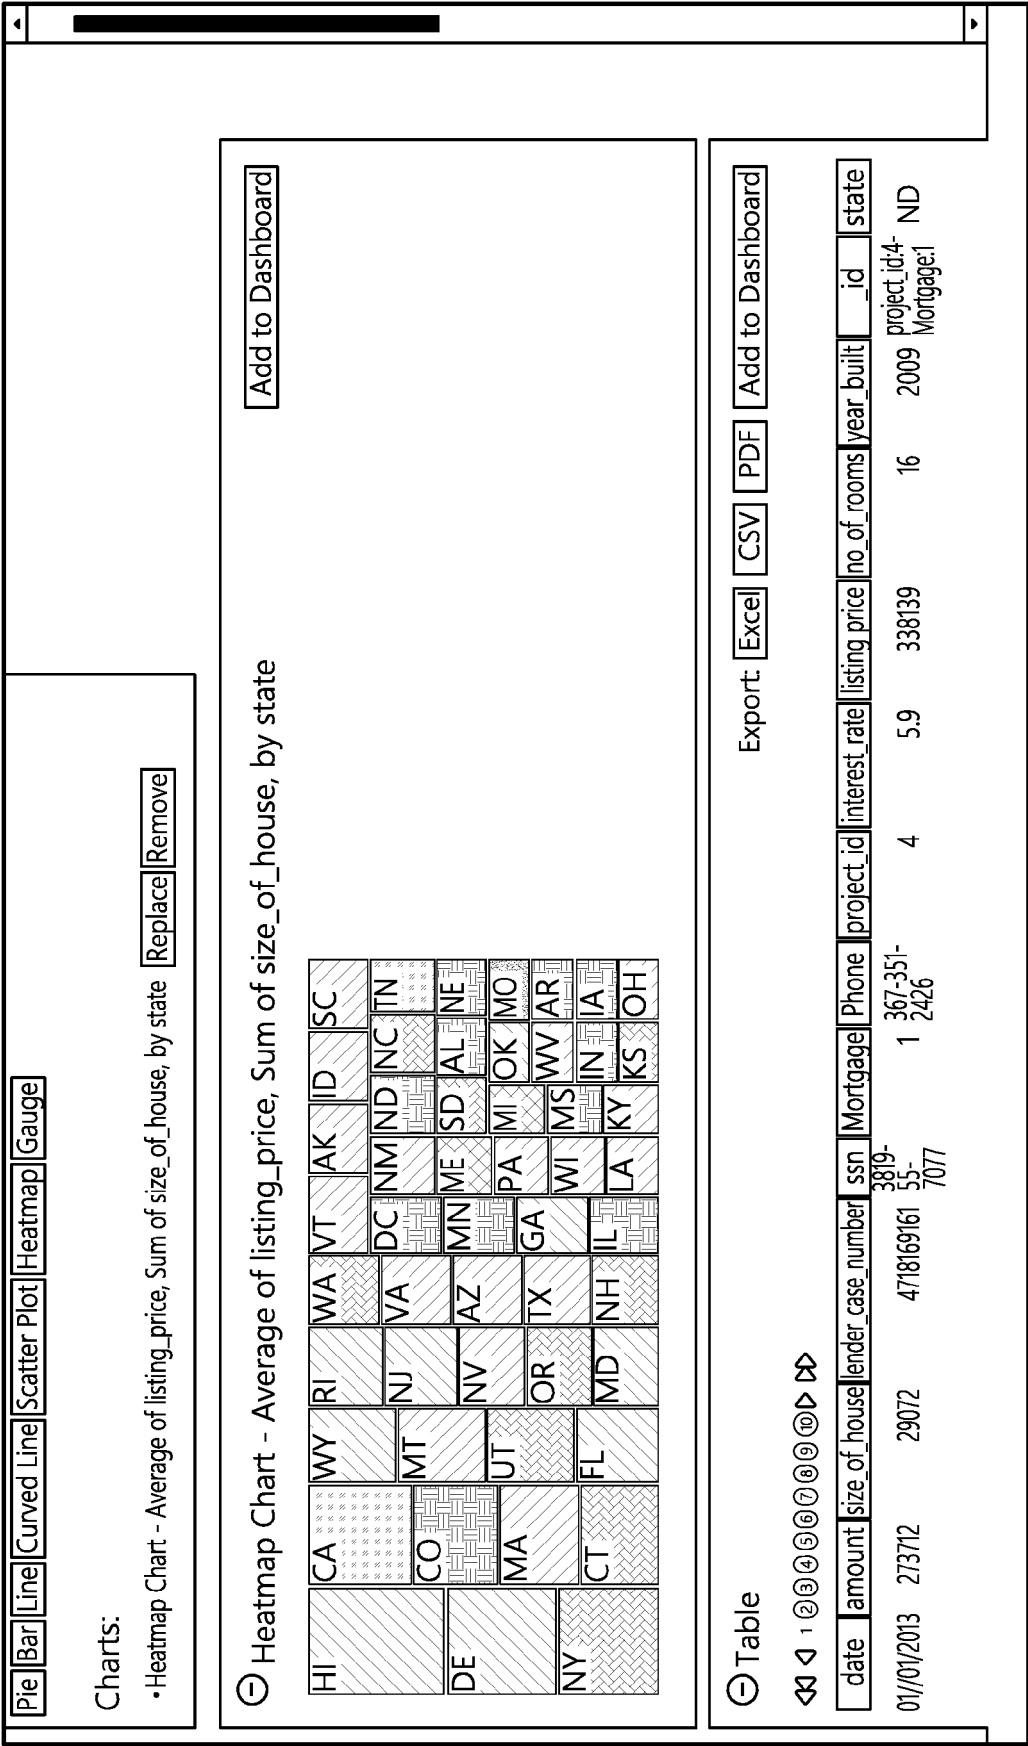 Pie Bar Line Curved Line Scatter Plot Heatmap Gauge
Charts:
• Heatmap Chart - Average of listing_price, Sum of size_of_house, by state Replace Remove
Heatmap Chart - Average of listing_price, Sum of size_of_house, by state
Add to Dashboard
HI
DE
NY
CA
CO
MA
CT
WY
MT
UT
FL
RI
NJ
NV
OR
MD
WA
VA
AZ
TX
NH
VT AK ID SC
DC NM ND NC TN
MN ME SD AL NE
GA PA MI OK MO
WI WV AR
MS IN IA
IL LA KY KS OH
Table
Export: Excel CSV PDF Add to Dashboard
1 2 3 4 5 6 7 8 9 10
date amount size_of_house lender_case_number ssn Mortgage Phone project_id interest_rate listing price no_of_rooms year_built _id state
01//01/2013 273712 29072 4718169161 3819-55-7077 1 367-351-2426 4 5.9 338139 16 2009 project_id:4-Mortgage:1 ND